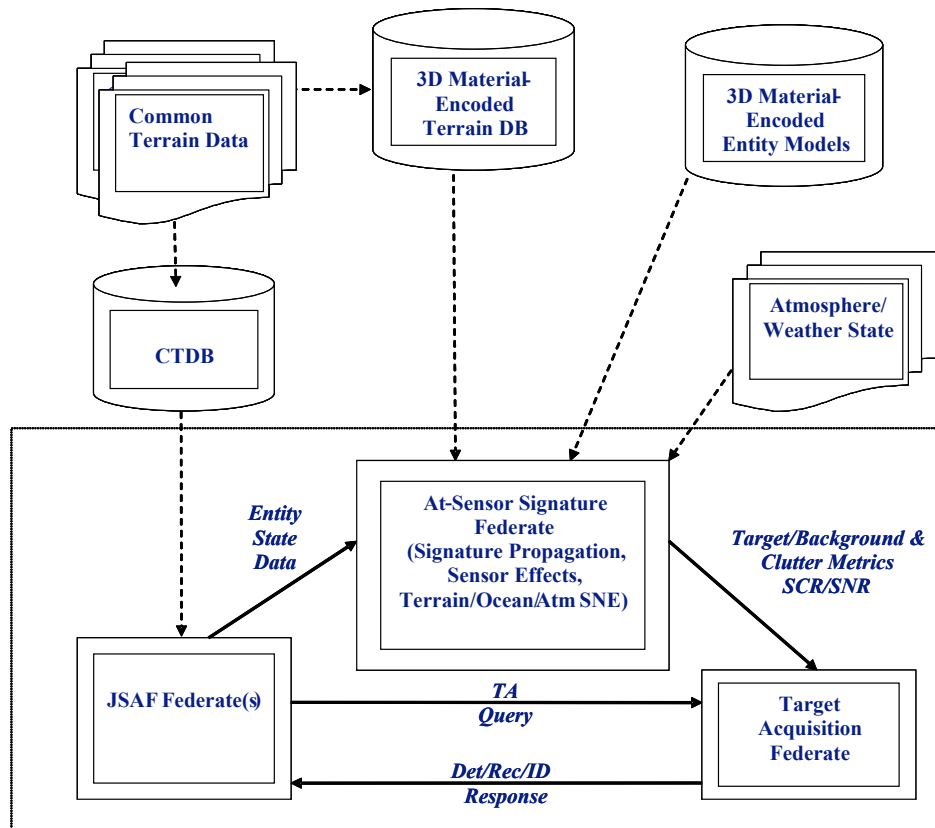 Common
Terrain Data
3D Material-
Encoded
Terrain DB
3D Material-
Encoded
Entity Models
Atmosphere/
Weather State
CTDB
At-Sensor Signature
Federate
(Signature Propagation,
Sensor Effects,
Terrain/Ocean/Atm SNE)
Entity
State
Data
Target/Background &
Clutter Metrics
SCR/SNR
JSAF Federate(s)
TA
Query
Target
Acquisition
Federate
Det/Rec/ID
Response